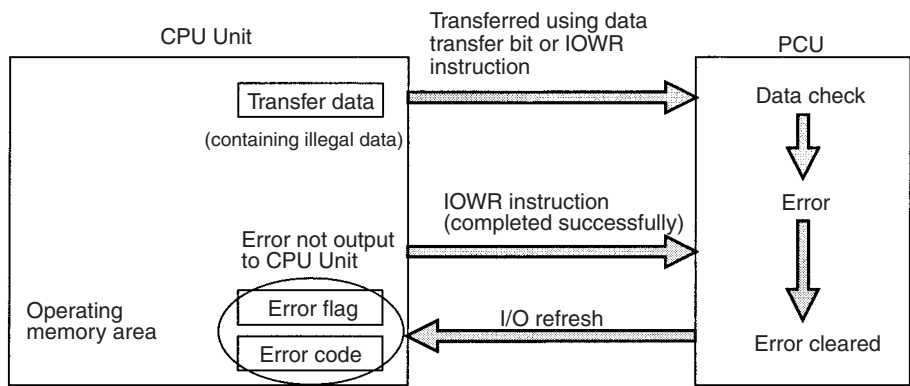 CPU Unit
Transferred using data
transfer bit or IOWR
instruction
PCU
Transfer data
(containing illegal data)
Data check
IOWR instruction
(completed successfully)
Error
Error not output
to CPU Unit
Operating
memory area
Error flag
Error code
I/O refresh
Error cleared